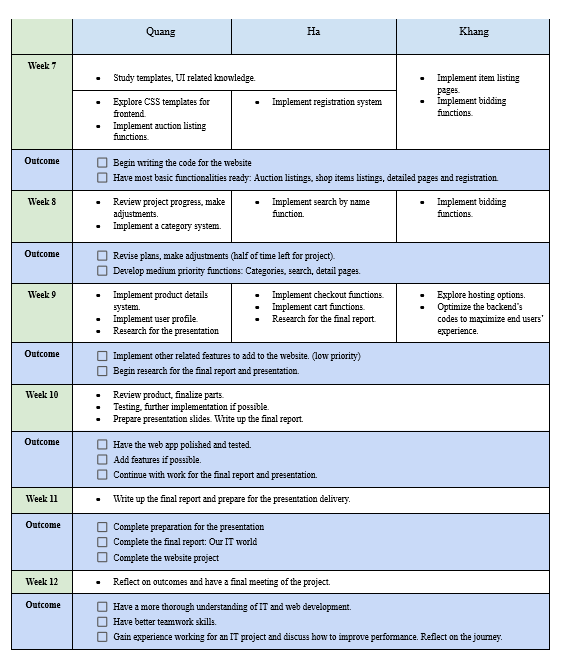 Quang
Ha
Khang
Week 7
• Study templates, UI related knowledge.
• Explore CSS templates for
frontend.
• Implement auction listing
functions.
• Implement registration system
• Implement item listing
pages.
• Implement bidding
functions.
Outcome
☐ Begin writing the code for the website
☐ Have most basic functionalities ready: Auction listings, shop items listings, detailed pages and registration.
Week 8
• Review project progress, make
adjustments.
• Implement a category system.
• Implement search by name
function.
• Implement bidding
functions.
Outcome
☐ Revise plans, make adjustments (half of time left for project).
☐ Develop medium priority functions: Categories, search, detail pages.
Week 9
• Implement product details
system.
• Implement user profile.
• Research for the presentation
• Implement checkout functions.
• Implement cart functions.
• Research for the final report.
• Explore hosting options.
• Optimize the backend’s
codes to maximize end users’
experience.
Outcome
☐ Implement other related features to add to the website. (low priority)
☐ Begin research for the final report and presentation.
Week 10
• Review product, finalize parts.
• Testing, further implementation if possible.
• Prepare presentation slides. Write up the final report.
Outcome
☐ Have the web app polished and tested.
☐ Add features if possible.
☐ Continue with work for the final report and presentation.
Week 11
• Write up the final report and prepare for the presentation delivery.
Outcome
☐ Complete preparation for the presentation
☐ Complete the final report: Our IT world
☐ Complete the website project
Week 12
• Reflect on outcomes and have a final meeting of the project.
Outcome
☐ Have a more thorough understanding of IT and web development.
☐ Have better teamwork skills.
☐ Gain experience working for an IT project and discuss how to improve performance. Reflect on the journey.